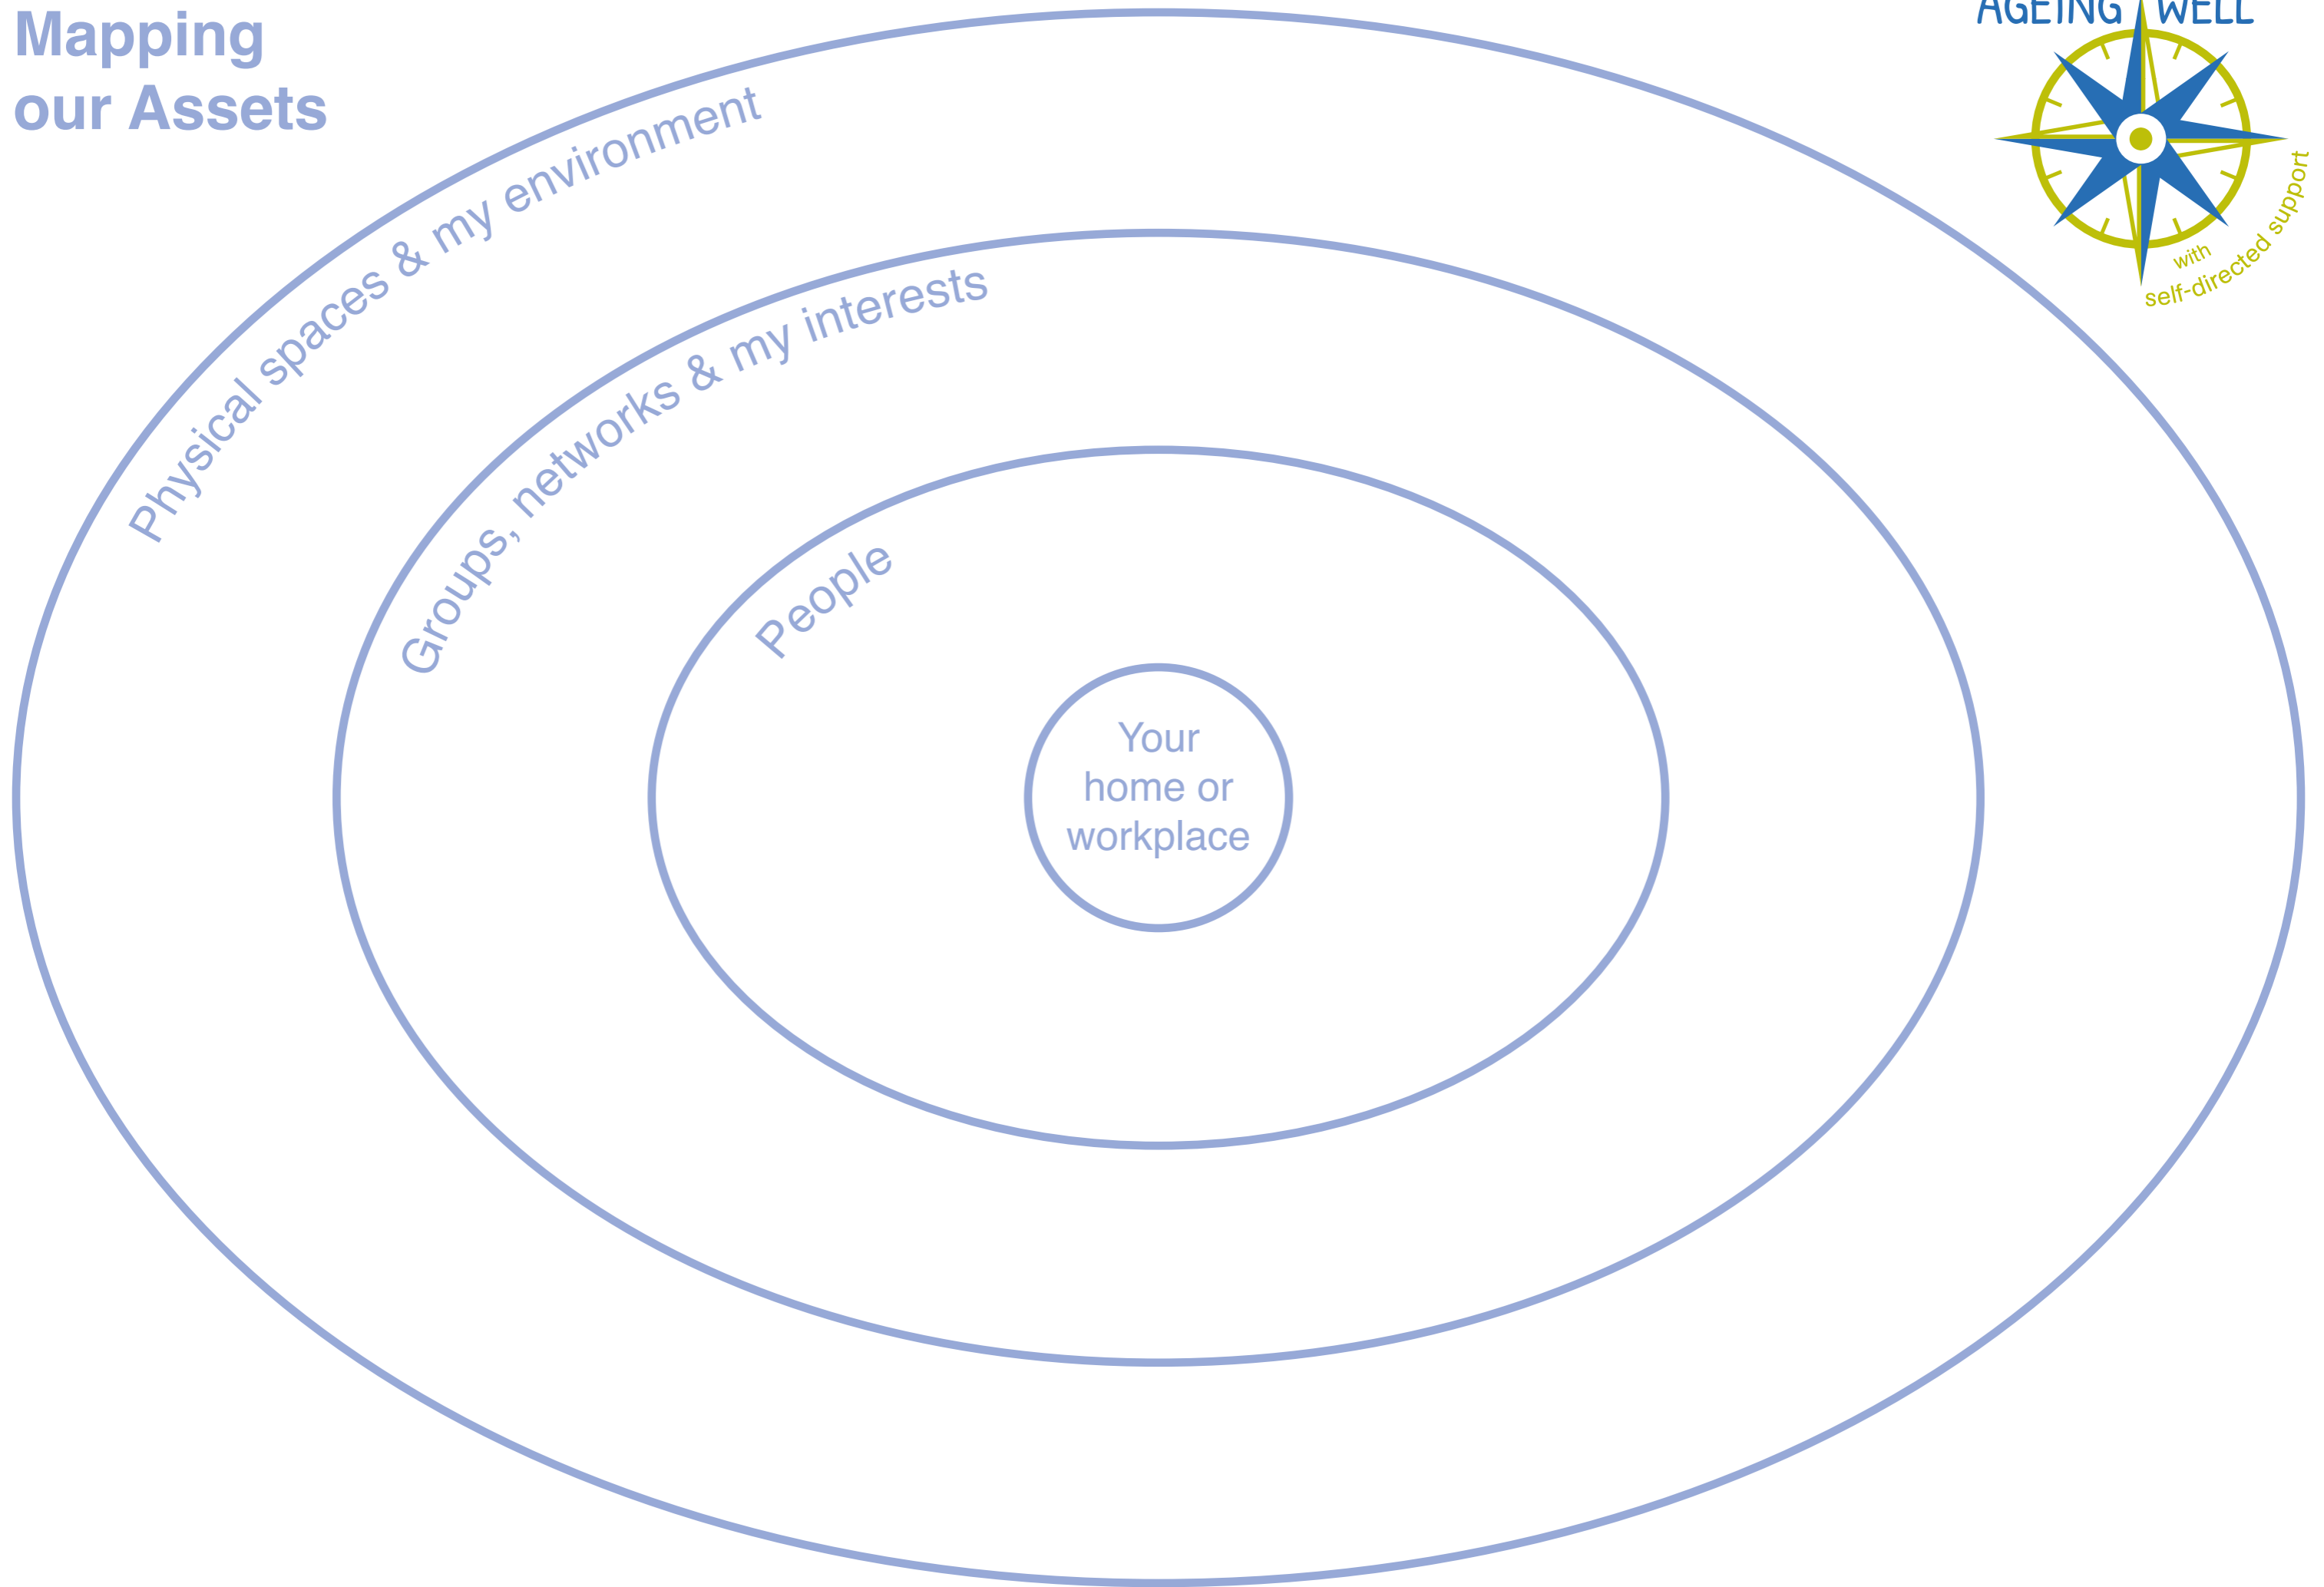 Mapping
our Assets
AGEING WELL
with
self-directed support
Physical spaces & my environment
Groups, networks & my interests
People
Your
home or
workplace